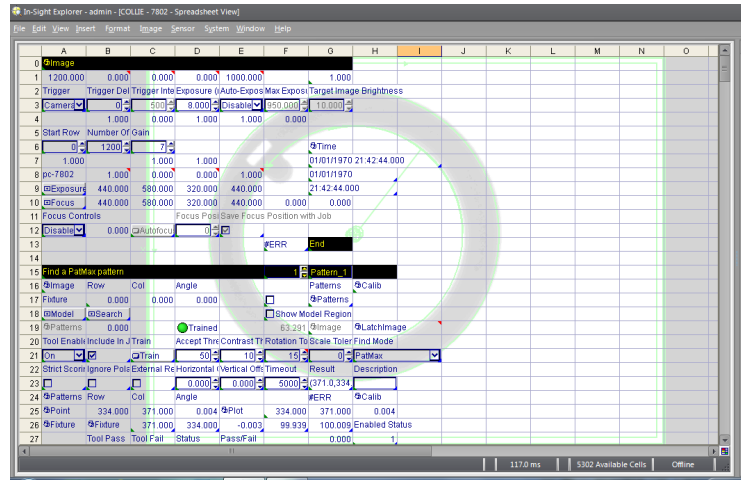 In-Sight Explorer - admin - [COLLIE - 7802 - Spreadsheet View]
File Edit View Insert Format Image Sensor System Window Help
A B C D E F G H I J K L M N O
0 Image
1 1200.000 0.000 0.000 0.000 1000.000 1.000
2 Trigger Trigger Del Trigger Inte Exposure ( Auto-Expos Max Exposu Target Image Brightness
3 Camera 0 500 8.000 Disable 950.000 10.000
4 1.000 0.000 1.000 1.000 0.000
5 Start Row Number Of Gain
6 0 1200 7 Time
7 1.000 1.000 1.000 01/01/1970 21:42:44.000
8 pc-7802 1.000 0.000 0.000 1.000 01/01/1970
9 Exposure 440.000 580.000 320.000 440.000 21:42:44.000
10 Focus 440.000 580.000 320.000 440.000 0.000 0.000
11 Focus Controls Focus Posi Save Focus Position with Job
12 Disable 0.000 Autofocu 0
13 #ERR End
14
15 Find a PatMax pattern 1 Pattern_1
16 Image Row Col Angle Patterns Calib
17 Fixture 0.000 0.000 0.000 Patterns
18 Model Search Show Model Region
19 Patterns 0.000 Trained 63.291 Image LatchImage
20 Tool Enabl Include In J Train Accept Thre Contrast Th Rotation To Scale Toler Find Mode
21 On Train 50 10 15 0 PatMax
22 Strict Scorin Ignore Pola External Re Horizontal Vertical Offs Timeout Result Description
23 0.000 0.000 5000 (371.0,334
24 Patterns Row Col Angle #ERR Calib
25 Point 334.000 371.000 0.004 Plot 334.000 371.000 0.004
26 Fixture Fixture 371.000 334.000 -0.003 99.939 100.009 Enabled Status
27 Tool Pass Tool Fail Status Pass/Fail 0.000 1
117.0 ms 5302 Available Cells Offline